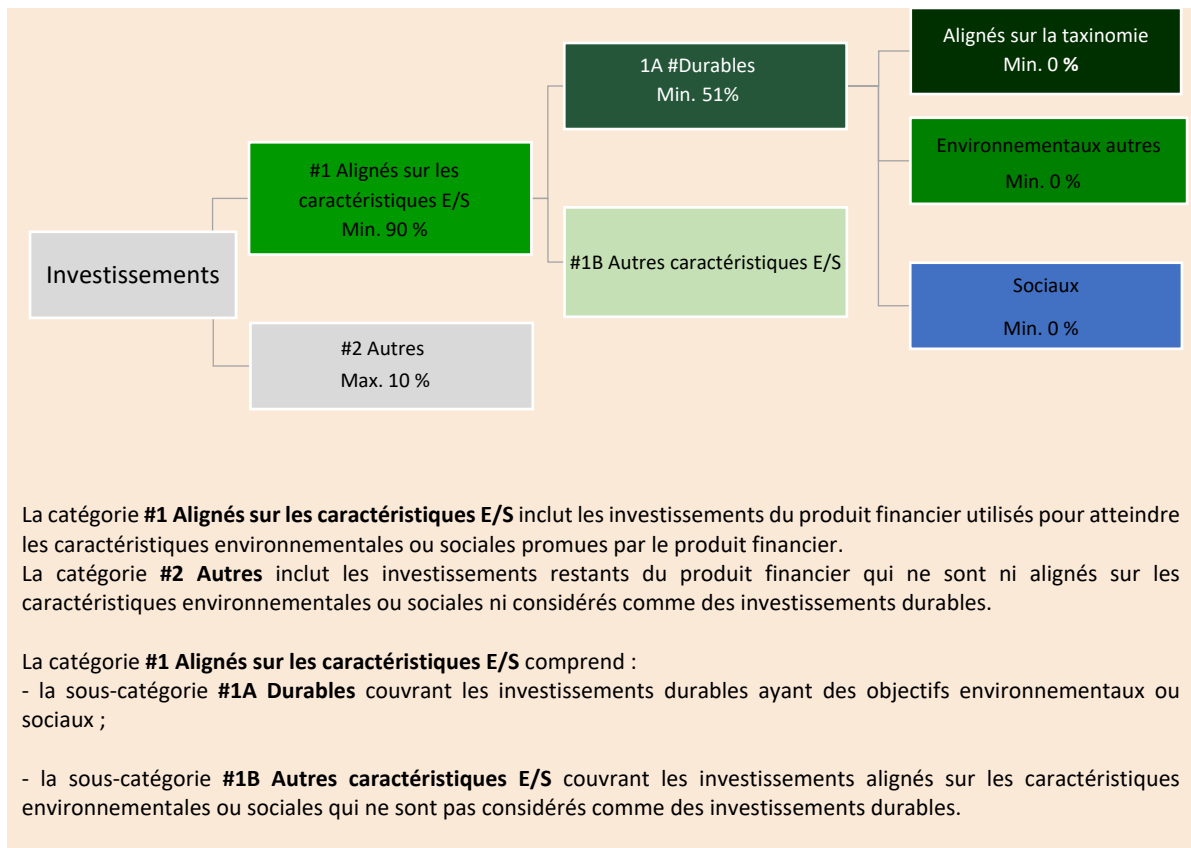 Investissements
#1 Alignés sur les
caractéristiques E/S
Min. 90 %
#2 Autres
Max. 10 %
1A #Durables
Min. 51%
#1B Autres caractéristiques E/S
Alignés sur la taxinomie
Min. 0 %
Environnementaux autres
Min. 0 %
Sociaux
Min. 0 %
La catégorie #1 Alignés sur les caractéristiques E/S inclut les investissements du produit financier utilisés pour atteindre
les caractéristiques environnementales ou sociales promues par le produit financier.
La catégorie #2 Autres inclut les investissements restants du produit financier qui ne sont ni alignés sur les
caractéristiques environnementales ou sociales ni considérés comme des investissements durables.
La catégorie #1 Alignés sur les caractéristiques E/S comprend :
- la sous-catégorie #1A Durables couvrant les investissements durables ayant des objectifs environnementaux ou
sociaux ;
- la sous-catégorie #1B Autres caractéristiques E/S couvrant les investissements alignés sur les caractéristiques
environnementales ou sociales qui ne sont pas considérés comme des investissements durables.